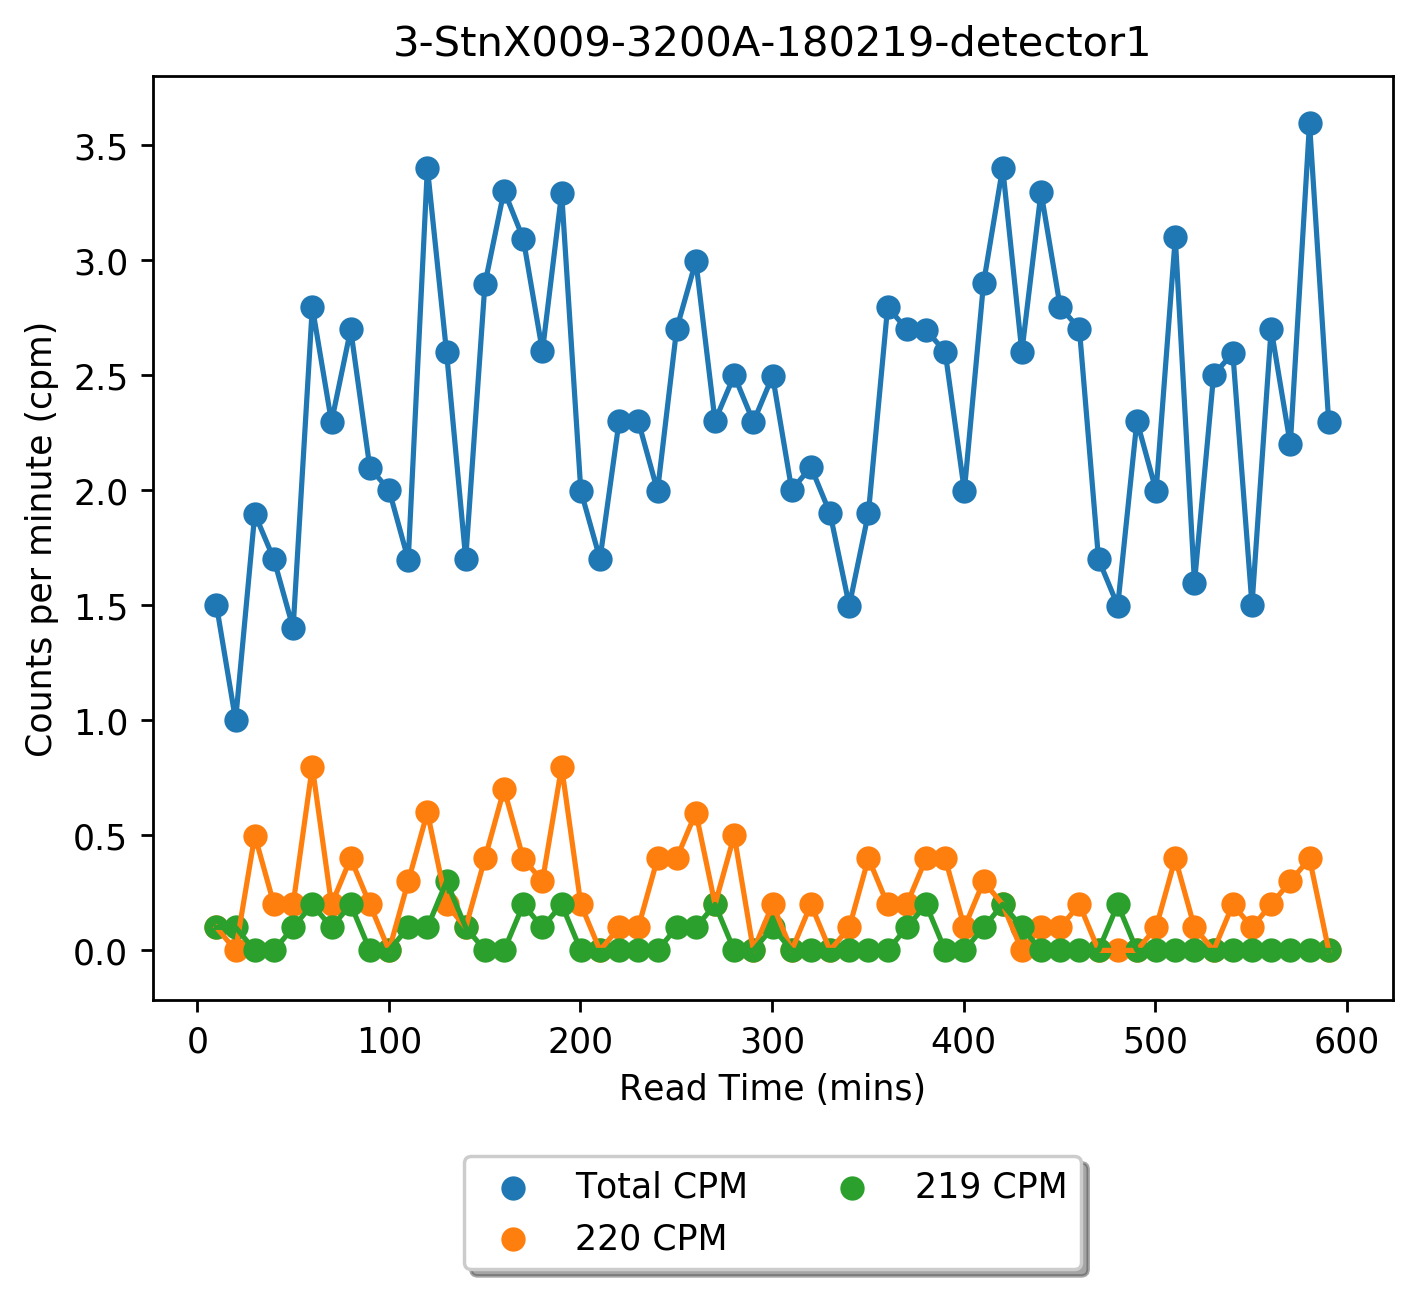 3-StnX009-3200A-180219-detector1
Counts per minute (cpm)
3.5
3.0
2.5
2.0
1.5
1.0
0.5
0.0
0 100 200 300 400 500 600
Read Time (mins)
Total CPM 219 CPM
220 CPM